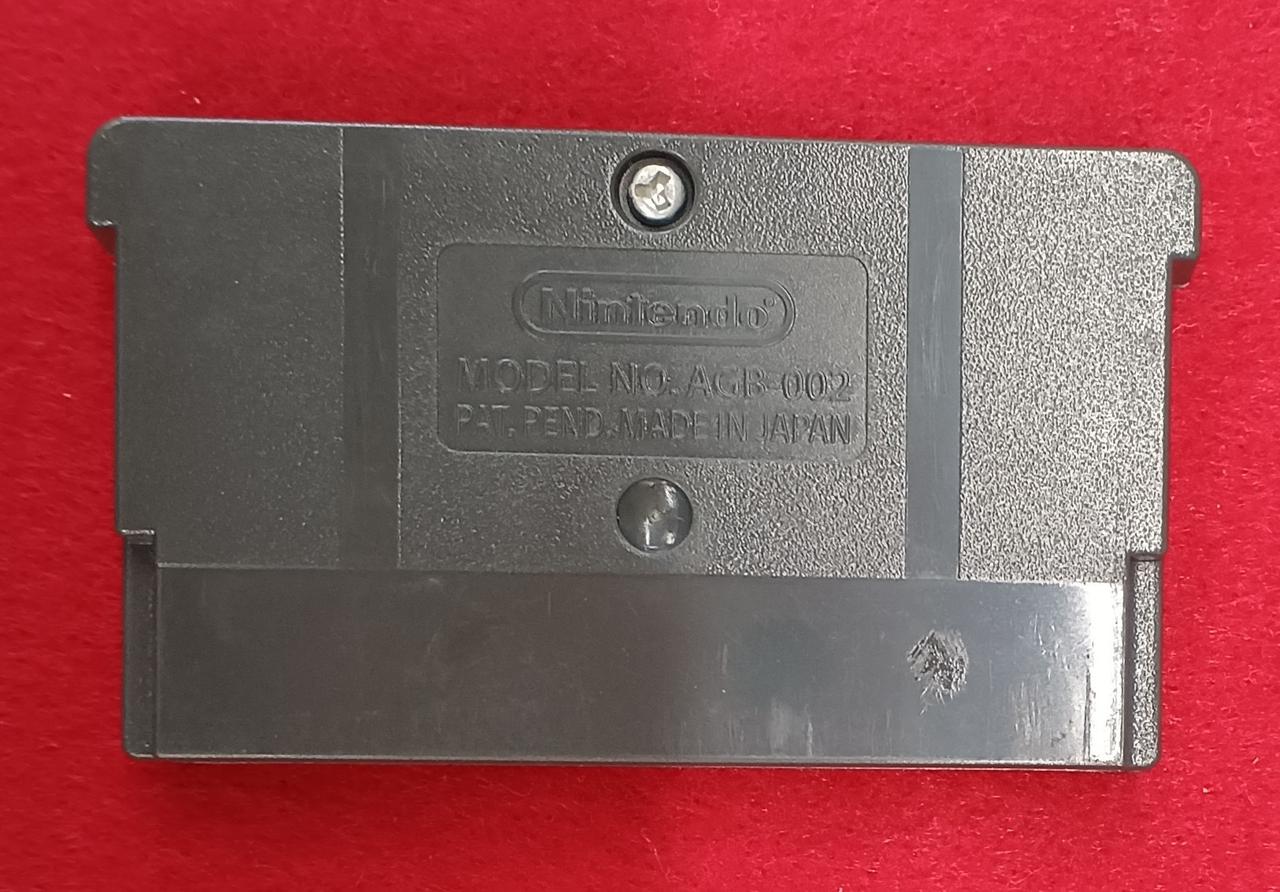 Nintendo®
MODEL NO. AGB-002
PAT. PEND. MADE IN JAPAN